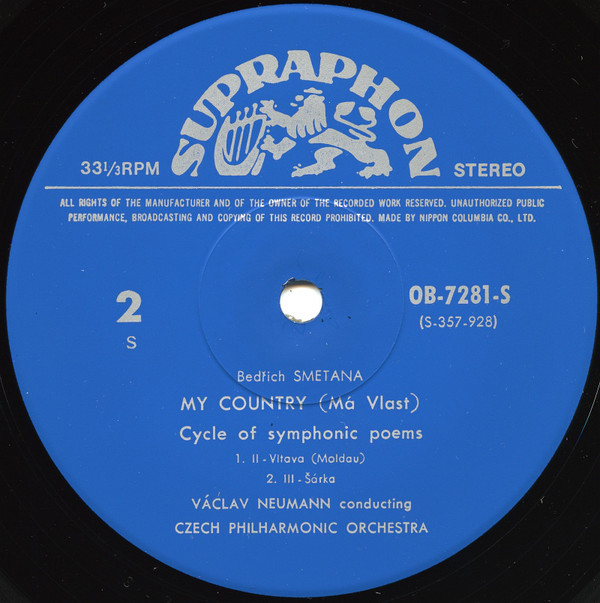 SUPRAPHON
33 1/3 RPM
STEREO
ALL RIGHTS OF THE MANUFACTURER AND OF THE OWNER OF THE RECORDED WORK RESERVED. UNAUTHORIZED PUBLIC
PERFORMANCE, BROADCASTING AND COPYING OF THIS RECORD PROHIBITED. MADE BY NIPPON COLUMBIA CO., LTD.
2
S
OB-7281-S
(S-357-928)
Bedřich SMETANA
MY COUNTRY (Má Vlast)
Cycle of symphonic poems
1. II - Vltava (Moldau)
2. III - Šárka
VÁCLAV NEUMANN conducting
CZECH PHILHARMONIC ORCHESTRA